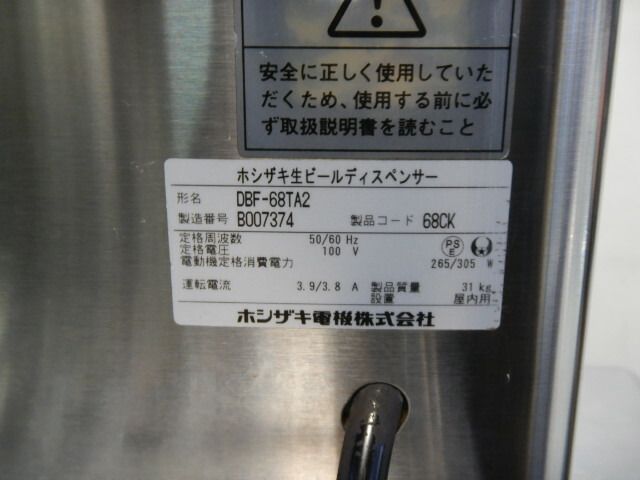 安全に正しく使用していた
だくため、使用する前に必
ず取扱説明書を読むこと
ホシザキ生ビールディスペンサー
形名 DBF-68TA2
製造番号 B007374 製品コード 68CK
定格周波数 50/60 Hz
定格電圧 100 V
PS
E
電動機定格消費電力 265/305 W
運転電流 3.9/3.8 A 製品質量 31 kg
設置 屋内用
ホシザキ電機株式会社